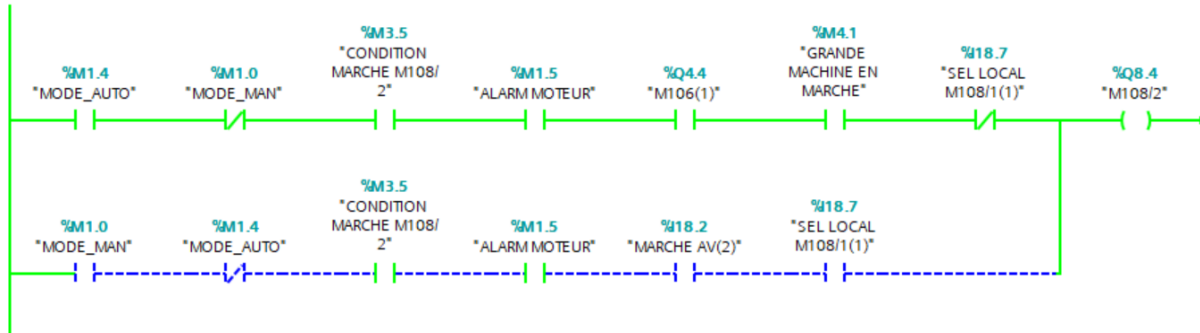 %M3.5
"CONDITION
MARCHE M108/
2"
%M4.1
"GRANDE
MACHINE EN
MARCHE"
%I18.7
"SEL LOCAL
M108/1(1)"
%M1.4
"MODE_AUTO"
%M1.0
"MODE_MAN"
%M1.5
"ALARM MOTEUR"
%Q4.4
"M106(1)"
%Q8.4
"M108/2"
%M3.5
"CONDITION
MARCHE M108/
2"
%I18.7
"SEL LOCAL
M108/1(1)"
%M1.0
"MODE_MAN"
%M1.4
"MODE_AUTO"
%M1.5
"ALARM MOTEUR"
%I18.2
"MARCHE AV(2)"